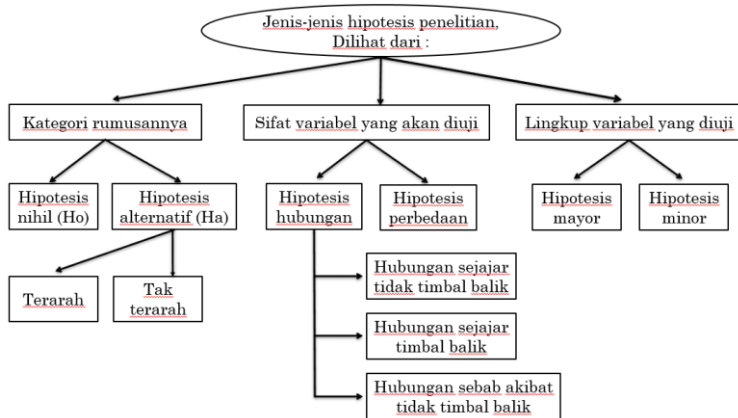 Jenis-jenis hipotesis penelitian,
Dilihat dari :
Kategori rumusannya
Sifat variabel yang akan diuji
Lingkup variabel yang diuji
Hipotesis
nihil (Ho)
Hipotesis
alternatif (Ha)
Hipotesis
hubungan
Hipotesis
perbedaan
Hipotesis
mayor
Hipotesis
minor
Terarah
Tak
terarah
Hubungan sejajar
tidak timbal balik
Hubungan sejajar
timbal balik
Hubungan sebab akibat
tidak timbal balik